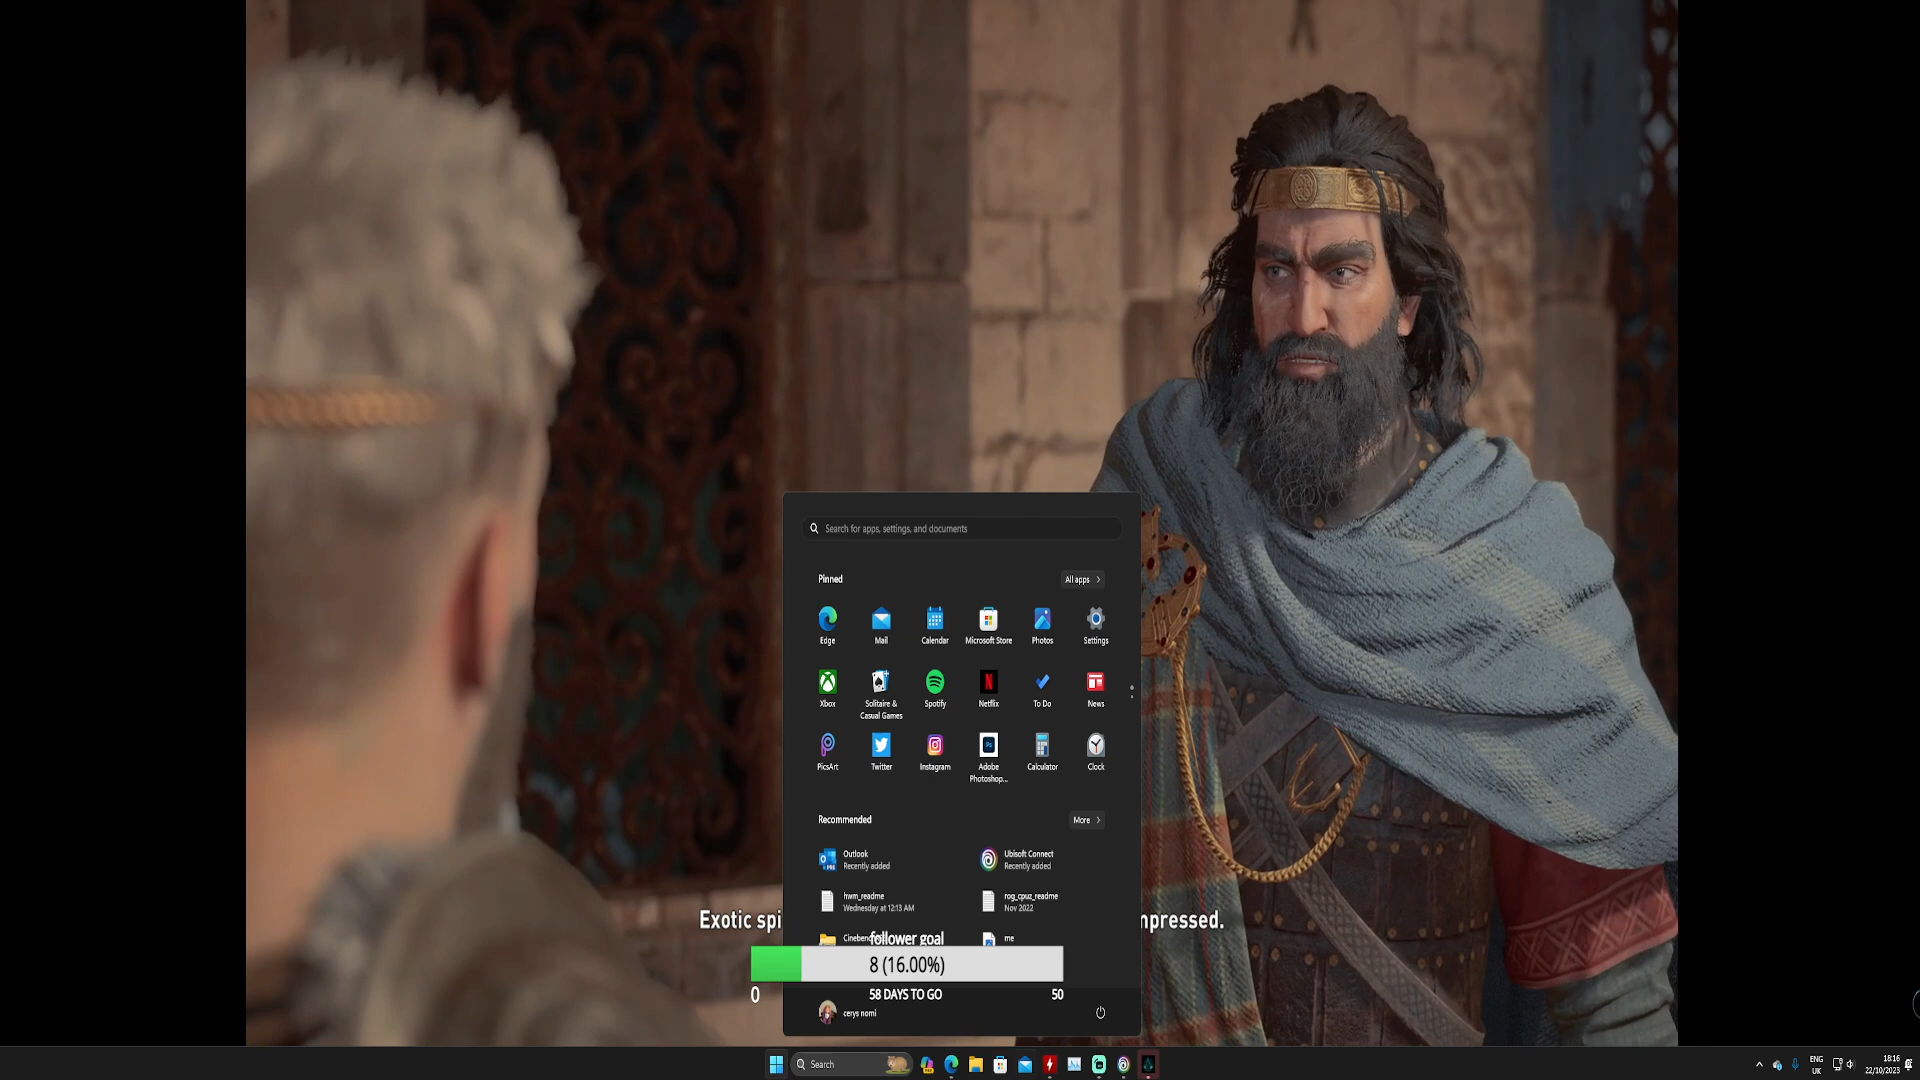 Search for apps, settings, and documents
Pinned
All apps
Edge
Mail
Calendar
Microsoft Store
Photos
Settings
Xbox
Solitaire &
Casual Games
Spotify
Netflix
To Do
News
PicsArt
Twitter
Instagram
Adobe
Photoshop...
Calculator
Clock
Recommended
More
Outlook
Recently added
Ubisoft Connect
Recently added
hwm_readme
Wednesday at 12:13 AM
rog_cpuz_readme
Nov 2022
Exotic spi
mpressed.
follower goal
me
8 (16.00%)
0
58 DAYS TO GO
50
cerys nomi
Search
ENG
UK
18:16
22/10/2023